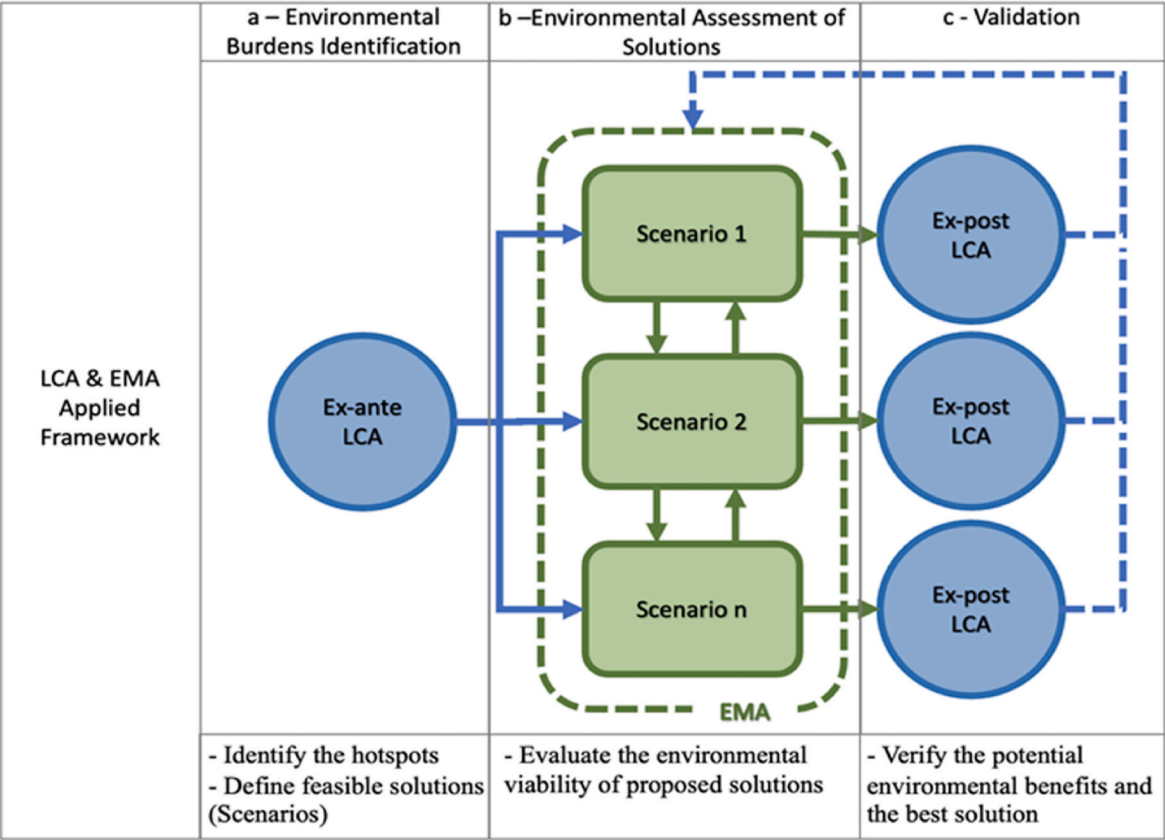 a – Environmental
Burdens Identification
b –Environmental Assessment of
Solutions
c - Validation
LCA & EMA
Applied
Framework
Ex-ante
LCA
Scenario 1
Scenario 2
Scenario n
EMA
Ex-post
LCA
Ex-post
LCA
Ex-post
LCA
- Identify the hotspots
- Define feasible solutions
(Scenarios)
- Evaluate the environmental
viability of proposed solutions
- Verify the potential
environmental benefits and
the best solution